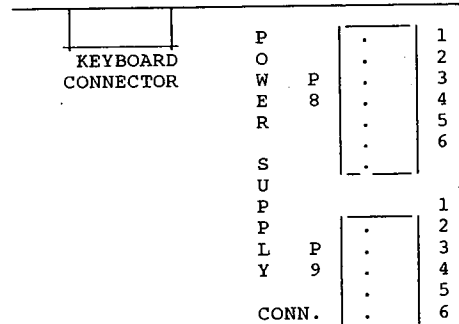 P 1
O 2
KEYBOARD W P 3
CONNECTOR E 8 4
R 5
6
S
U
P 1
P 2
L P 3
Y 9 4
5
CONN. 6